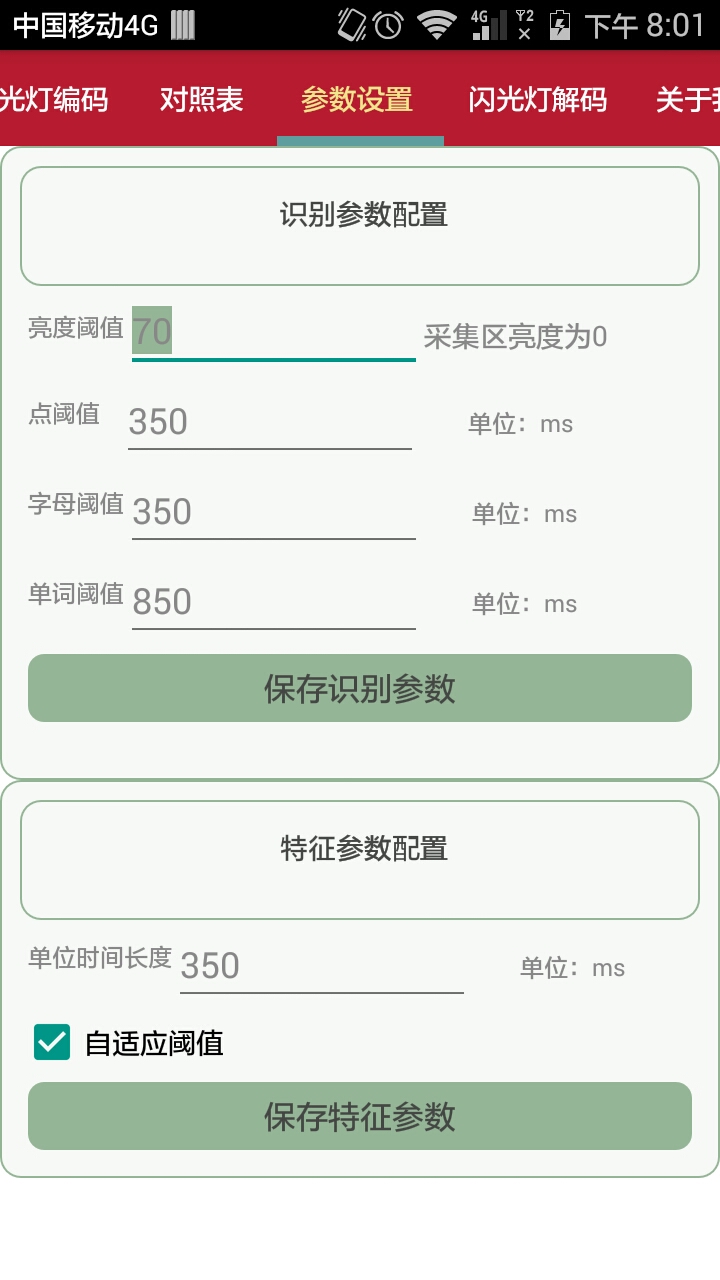 中国移动4G 4G 2 下午 8:01
光灯编码 对照表 参数设置 闪光灯解码 关于我
识别参数配置
亮度阈值 70 采集区亮度为0
点阈值 350 单位：ms
字母阈值 350 单位：ms
单词阈值 850 单位：ms
保存识别参数
特征参数配置
单位时间长度 350 单位：ms
自适应阈值
保存特征参数